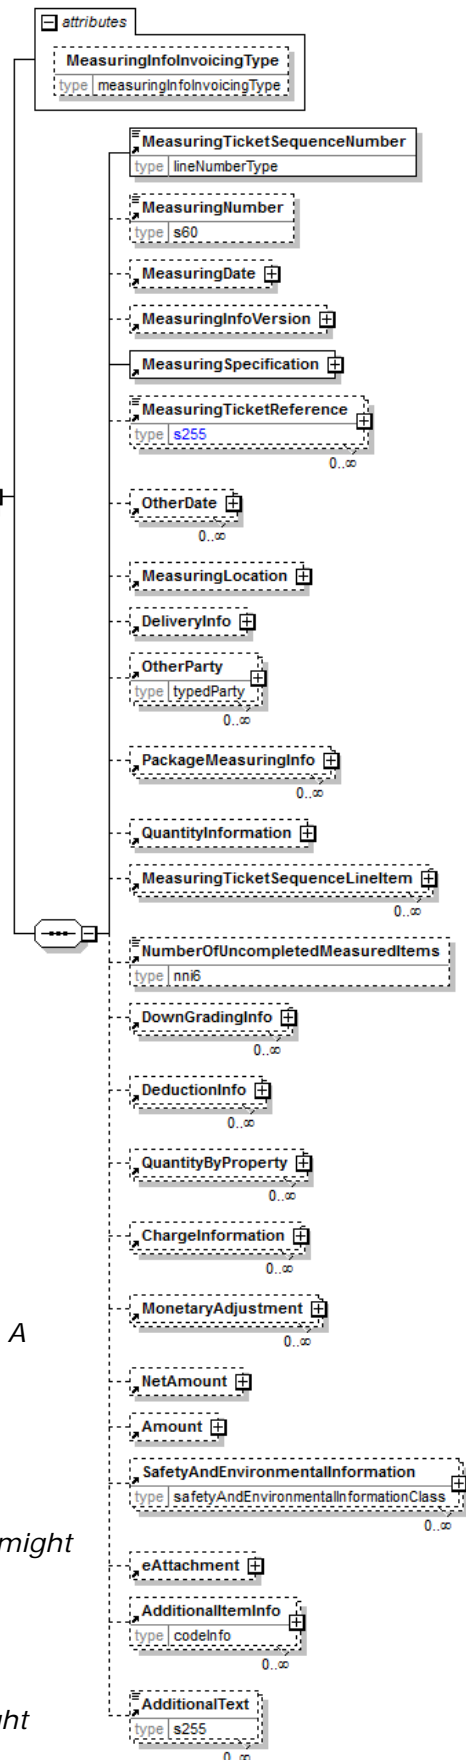 attributes
MeasuringInfoInvoicingType
type measuringInfoInvoicingType
MeasuringTicketSequenceNumber
type lineNumberType
MeasuringNumber
type s60
MeasuringDate
MeasuringInfoVersion
MeasuringSpecification
MeasuringTicketReference
type s255
0..∞
OtherDate
0..∞
MeasuringLocation
DeliveryInfo
OtherParty
type typedParty
0..∞
PackageMeasuringInfo
0..∞
QuantityInformation
MeasuringTicketSequenceLineItem
0..∞
NumberOfUncompletedMeasuredItems
type nni6
DownGradingInfo
0..∞
DeductionInfo
0..∞
QuantityByProperty
0..∞
ChargeInformation
0..∞
MonetaryAdjustment
A
0..∞
NetAmount
Amount
SafetyAndEnvironmentalInformation
type safetyAndEnvironmentalInformationClass
0..∞
might
eAttachment
AdditionalItemInfo
type codeInfo
0..∞
AdditionalText
ght
type s255
0..∞